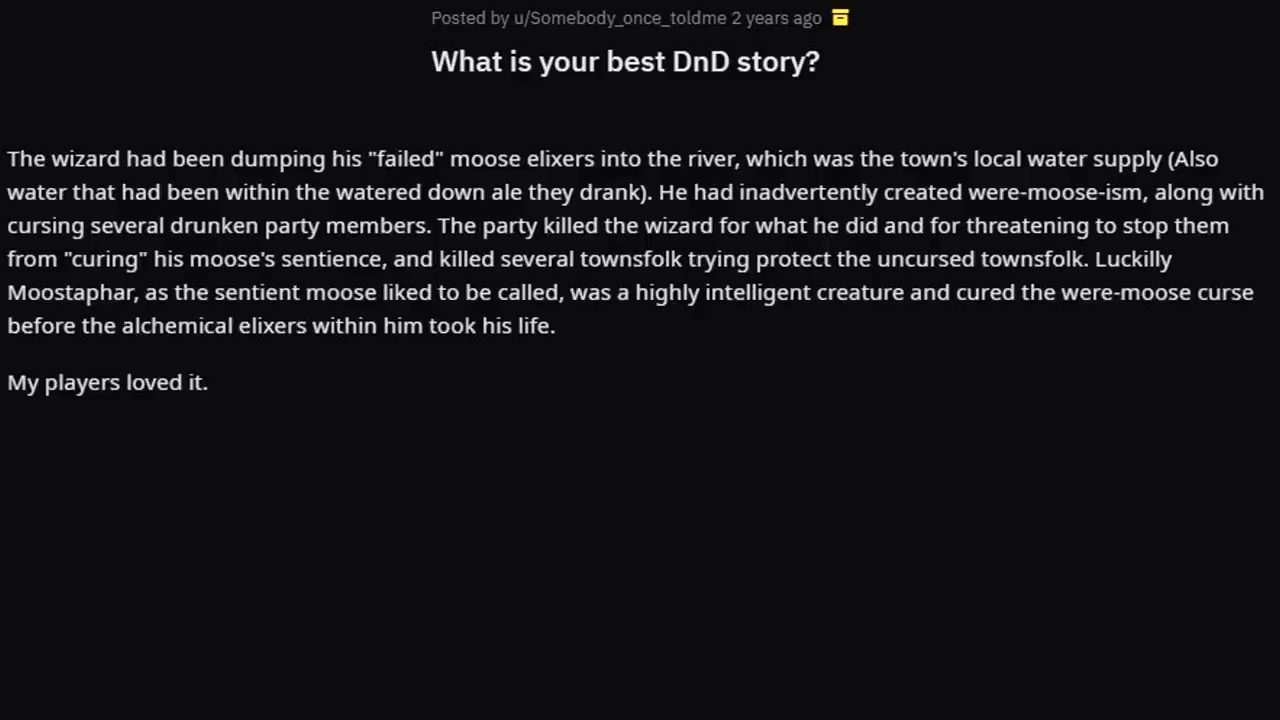 Posted by u/Somebody_once_toldme 2 years ago
What is your best DnD story?
The wizard had been dumping his "failed" moose elixers into the river, which was the town's local water supply (Also
water that had been within the watered down ale they drank). He had inadvertently created were-moose-ism, along with
cursing several drunken party members. The party killed the wizard for what he did and for threatening to stop them
from "curing" his moose's sentience, and killed several townsfolk trying protect the uncursed townsfolk. Luckilly
Moostaphar, as the sentient moose liked to be called, was a highly intelligent creature and cured the were-moose curse
before the alchemical elixers within him took his life.
My players loved it.